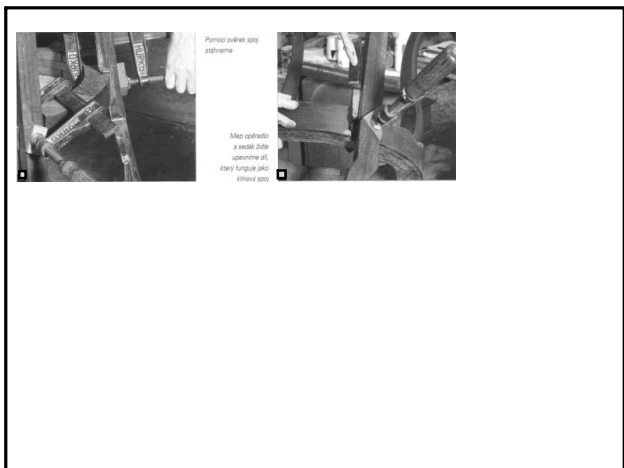 Pomocí svěrek spoj
stáhneme
Mezi opěradlo
a sedák židle
upevníme díl,
který funguje jako
klínový spoj